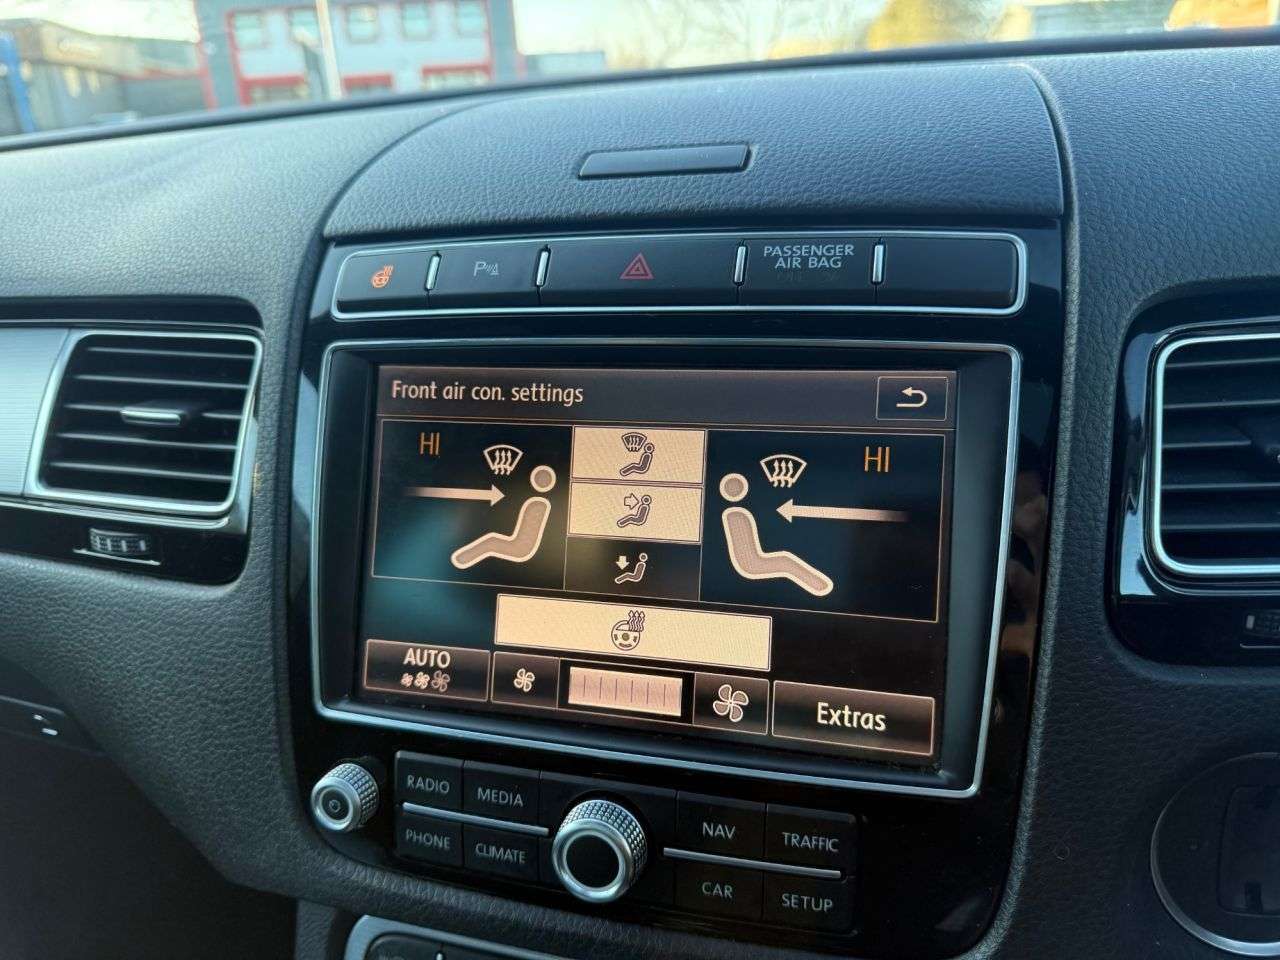 PASSENGER
AIR BAG
Front air con. settings
HI
HI
AUTO
Extras
RADIO
MEDIA
PHONE
CLIMATE
NAV
TRAFFIC
CAR
SETUP